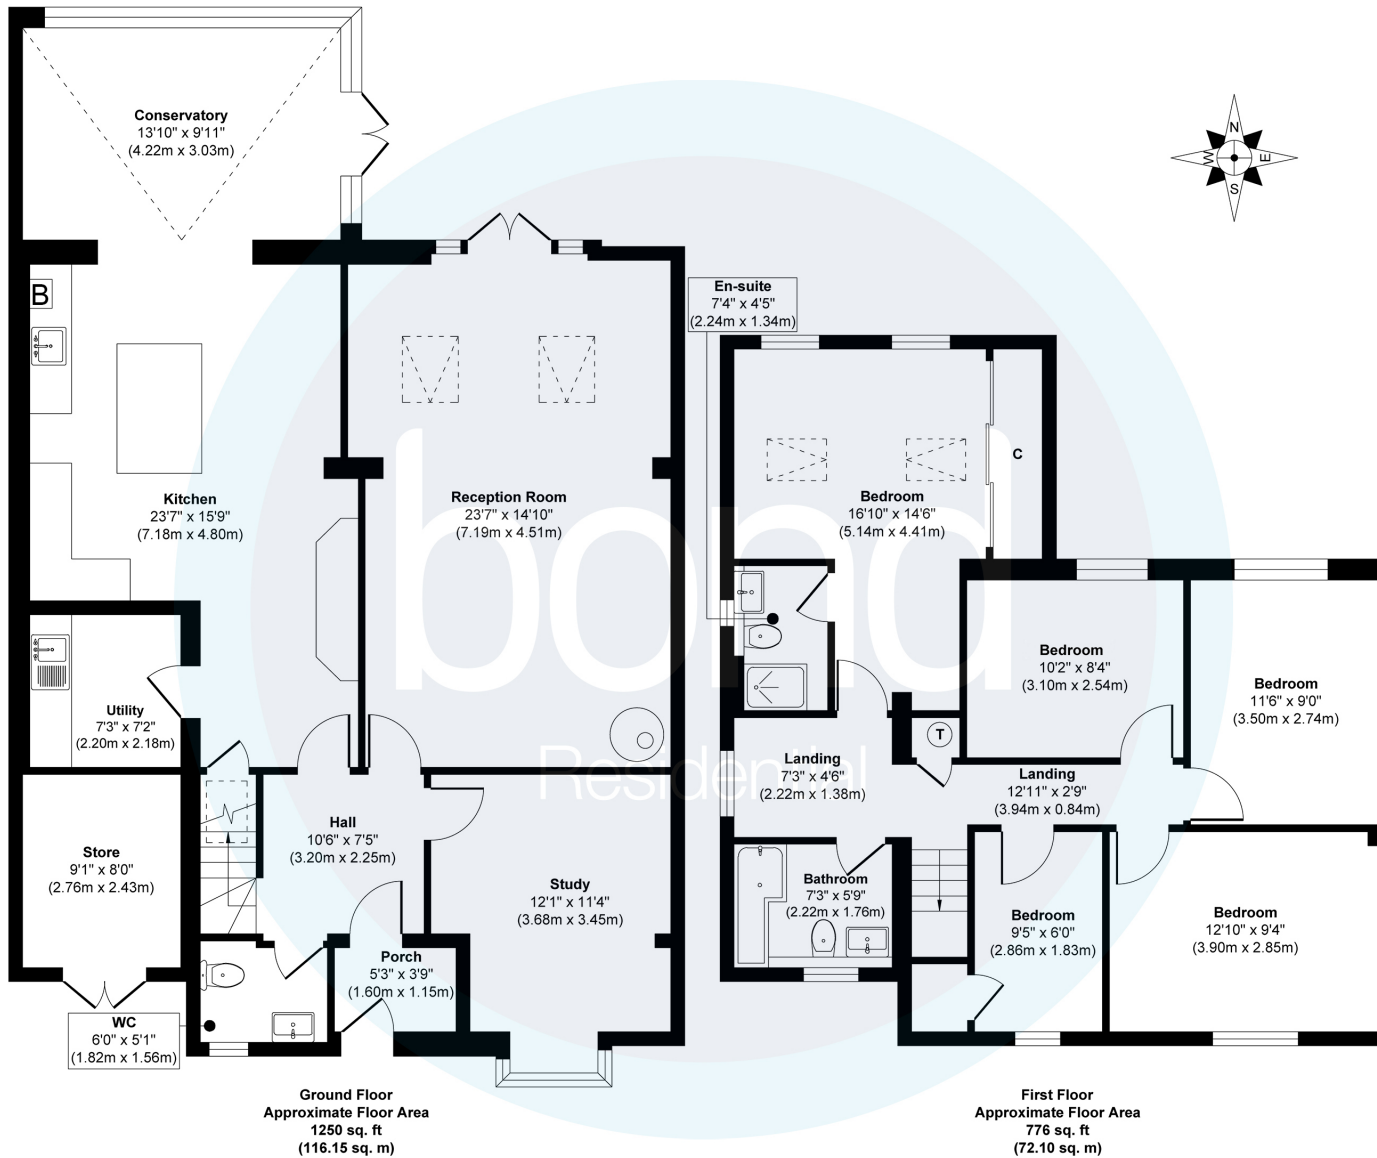 Conservatory
13'10" x 9'11"
(4.22m x 3.03m)
N
W
E
S
B
En-suite
7'4" x 4'5"
(2.24m x 1.34m)
Kitchen
23'7" x 15'9"
(7.18m x 4.80m)
Reception Room
23'7" x 14'10"
(7.19m x 4.51m)
Bedroom
16'10" x 14'6"
(5.14m x 4.41m)
C
bond
Residential
Bedroom
10'2" x 8'4"
(3.10m x 2.54m)
Bedroom
11'6" x 9'0"
(3.50m x 2.74m)
Utility
7'3" x 7'2"
(2.20m x 2.18m)
T
Landing
7'3" x 4'6"
(2.22m x 1.38m)
Landing
12'11" x 2'9"
(3.94m x 0.84m)
Hall
10'6" x 7'5"
(3.20m x 2.25m)
Store
9'1" x 8'0"
(2.76m x 2.43m)
Study
12'1" x 11'4"
(3.68m x 3.45m)
Bathroom
7'3" x 5'9"
(2.22m x 1.76m)
Bedroom
9'5" x 6'0"
(2.86m x 1.83m)
Bedroom
12'10" x 9'4"
(3.90m x 2.85m)
Porch
5'3" x 3'9"
(1.60m x 1.15m)
WC
6'0" x 5'1"
(1.82m x 1.56m)
Ground Floor
Approximate Floor Area
1250 sq. ft
(116.15 sq. m)
First Floor
Approximate Floor Area
776 sq. ft
(72.10 sq. m)